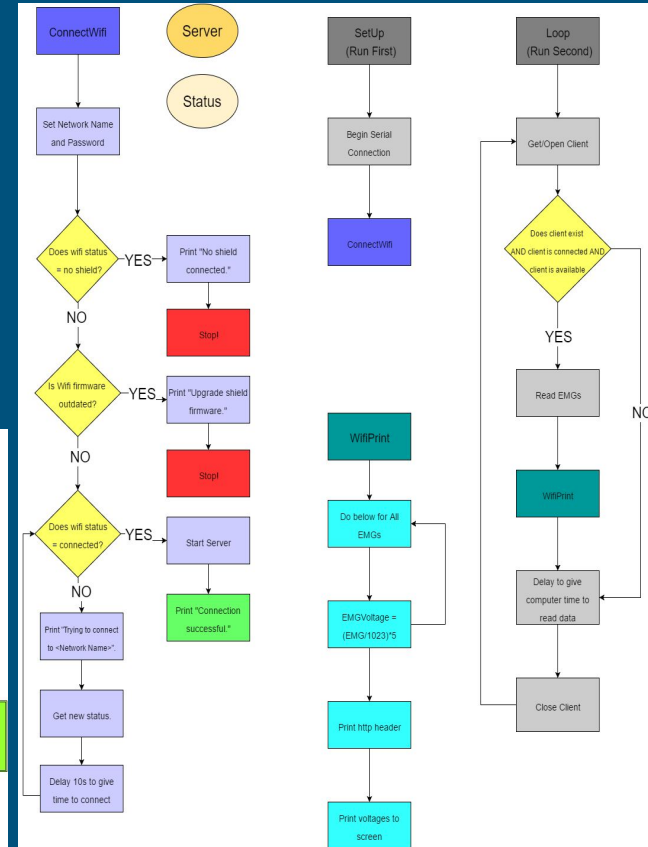 ConnectWifi
Set Network Name
and Password
Does wifi status
= no shield?
YES
Print "No shield
connected."
Stop!
NO
Is Wifi firmware
outdated?
YES
Print "Upgrade shield
firmware."
Stop!
NO
Does wifi status
= connected?
YES
Start Server
Print "Connection
successful."
NO
Print "Trying to connect
to <Network Name>".
Get new status.
Delay 10s to give
time to connect
Server
Status
SetUp
(Run First)
Begin Serial
Connection
ConnectWifi
WifiPrint
Do below for All
EMGs
EMGVoltage =
(EMG/1023)*5
Print http header
Print voltages to
screen
Loop
(Run Second)
Get/Open Client
Does client exist
AND client is connected AND
client is available
YES
NO
Read EMGs
WifiPrint
Delay to give
computer time to
read data
Close Client